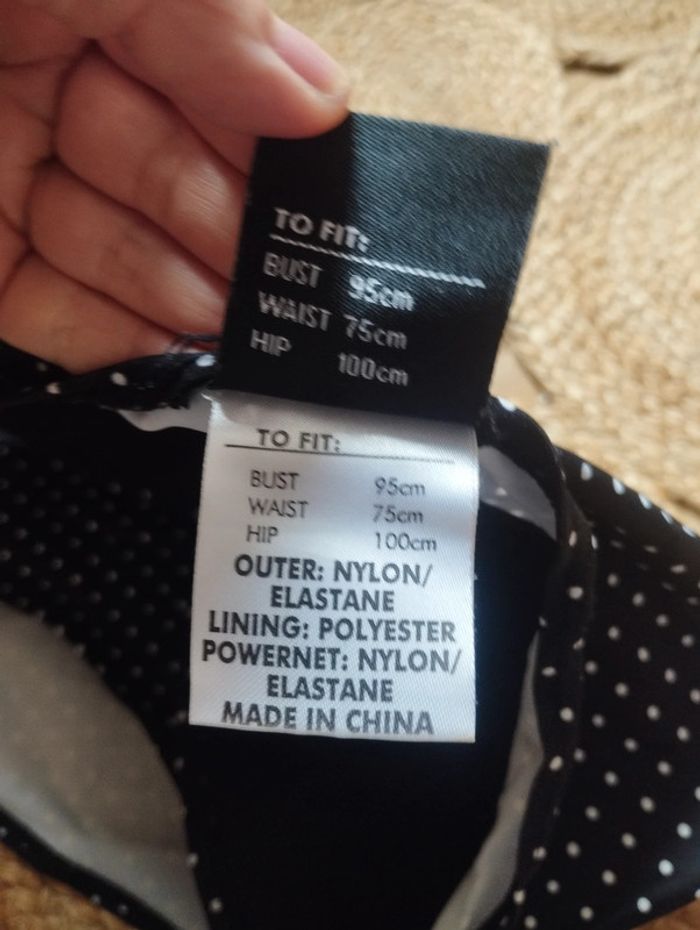 TO FIT:
BUST 95cm
WAIST 75cm
HIP 100cm
TO FIT:
BUST 95cm
WAIST 75cm
HIP 100cm
OUTER: NYLON/
ELASTANE
LINING: POLYESTER
POWERNET: NYLON/
ELASTANE
MADE IN CHINA